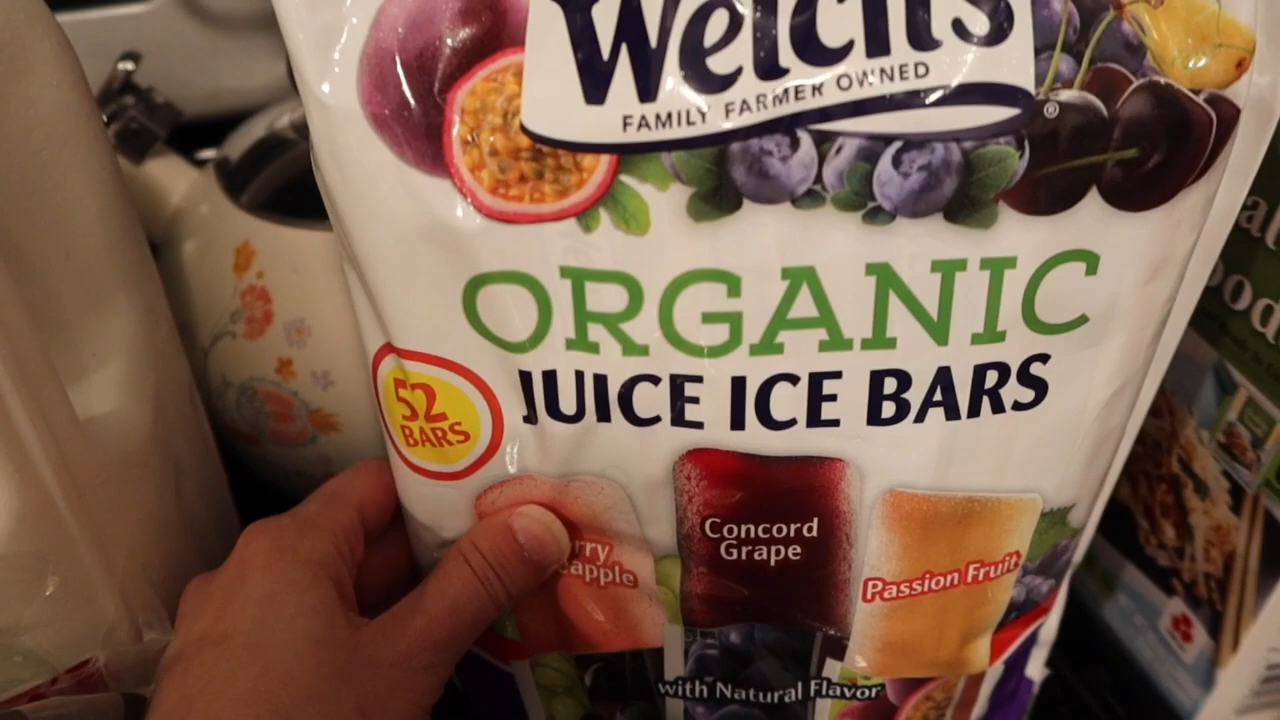 Welch's
FAMILY FARMER OWNED
®
ORGANIC
JUICE ICE BARS
52
BARS
Concord
Grape
Passion Fruit
with Natural Flavor